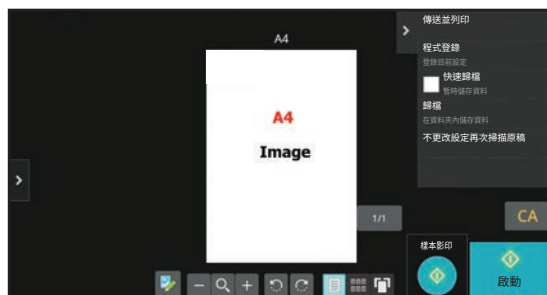 A4
A4
Image
1/1
傳送並列印
程式登錄
登錄目前設定
快速歸檔
暫時儲存資料
歸檔
在資料夾內儲存資料
不更改設定再次掃描原稿
CA
樣本影印
啟動